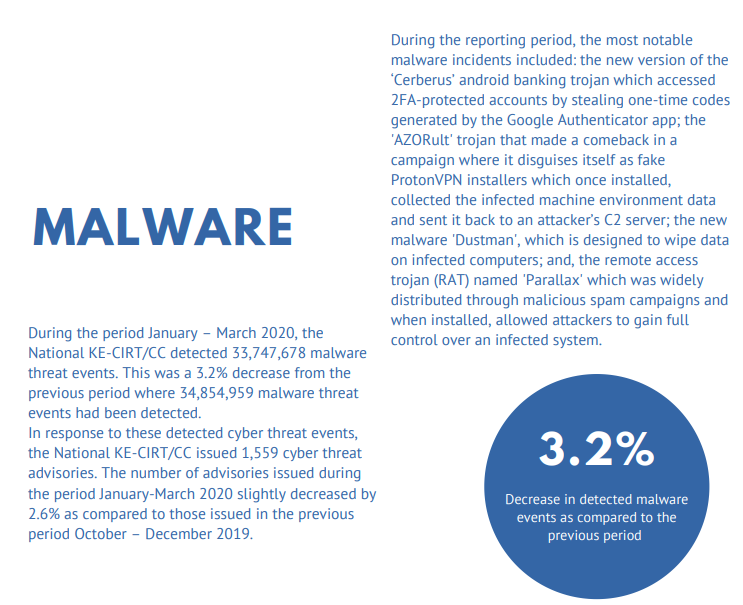 MALWARE
During the period January – March 2020, the
National KE-CIRT/CC detected 33,747,678 malware
threat events. This was a 3.2% decrease from the
previous period where 34,854,959 malware threat
events had been detected.
In response to these detected cyber threat events,
the National KE-CIRT/CC issued 1,559 cyber threat
advisories. The number of advisories issued during
the period January-March 2020 slightly decreased by
2.6% as compared to those issued in the previous
period October – December 2019.
During the reporting period, the most notable
malware incidents included: the new version of the
‘Cerberus’ android banking trojan which accessed
2FA-protected accounts by stealing one-time codes
generated by the Google Authenticator app; the
'AZORult' trojan that made a comeback in a
campaign where it disguises itself as fake
ProtonVPN installers which once installed,
collected the infected machine environment data
and sent it back to an attacker’s C2 server; the new
malware 'Dustman', which is designed to wipe data
on infected computers; and, the remote access
trojan (RAT) named 'Parallax' which was widely
distributed through malicious spam campaigns and
when installed, allowed attackers to gain full
control over an infected system.
3.2%
Decrease in detected malware
events as compared to the
previous period